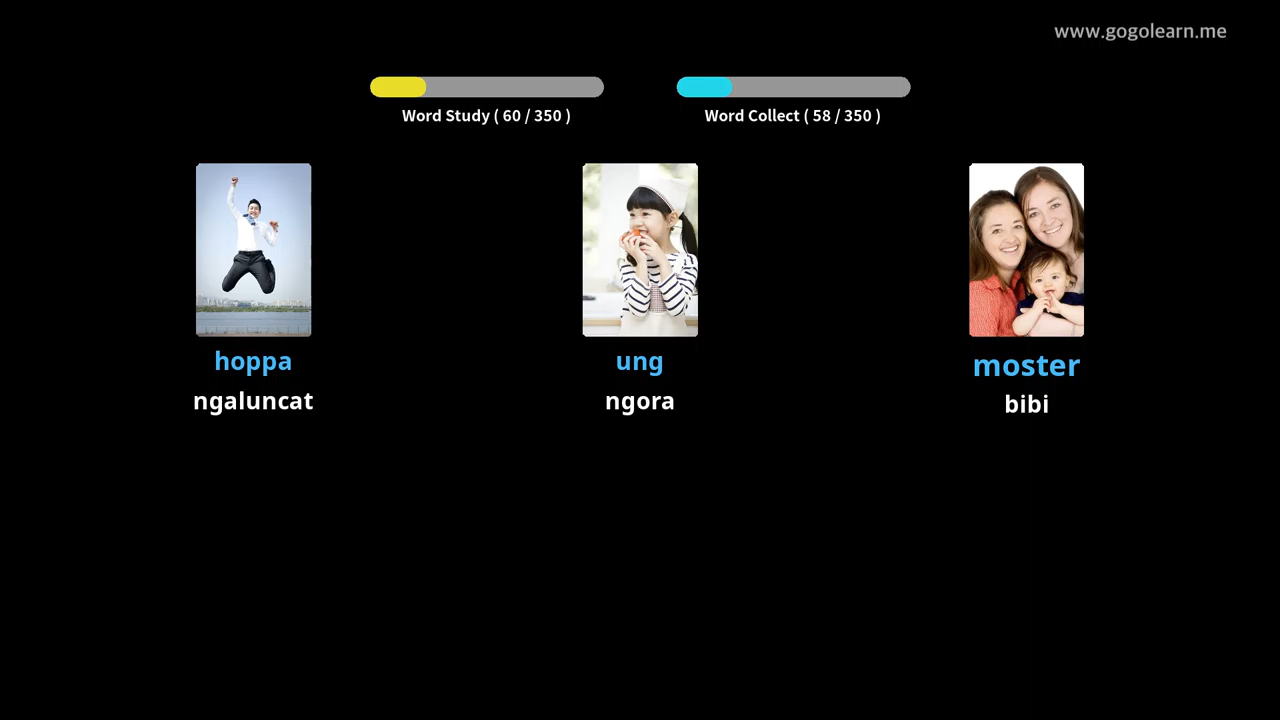 www.gogolearn.me
Word Study ( 60 / 350 )
Word Collect ( 58 / 350 )
hoppa
ngaluncat
ung
ngora
moster
bibi